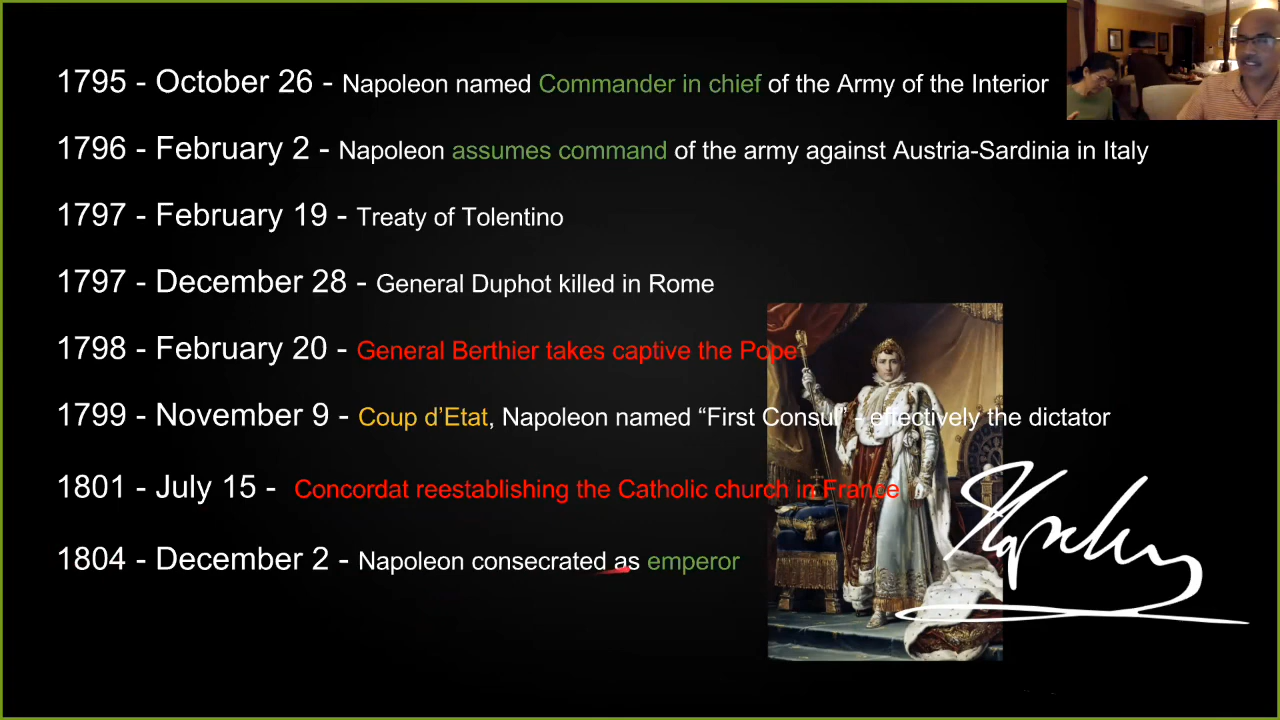 1795 - October 26 - Napoleon named Commander in chief of the Army of the Interior
1796 - February 2 - Napoleon assumes command of the army against Austria-Sardinia in Italy
1797 - February 19 - Treaty of Tolentino
1797 - December 28 - General Duphot killed in Rome
1798 - February 20 - General Berthier takes captive the Pope
1799 - November 9 - Coup d’Etat, Napoleon named “First Consul” - effectively the dictator
1801 - July 15 - Concordat reestablishing the Catholic church in France
1804 - December 2 - Napoleon consecrated as emperor